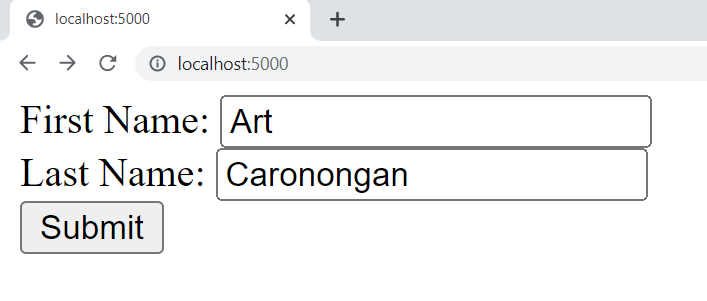 localhost:5000
localhost:5000
First Name: Art
Last Name: Caronongan
Submit